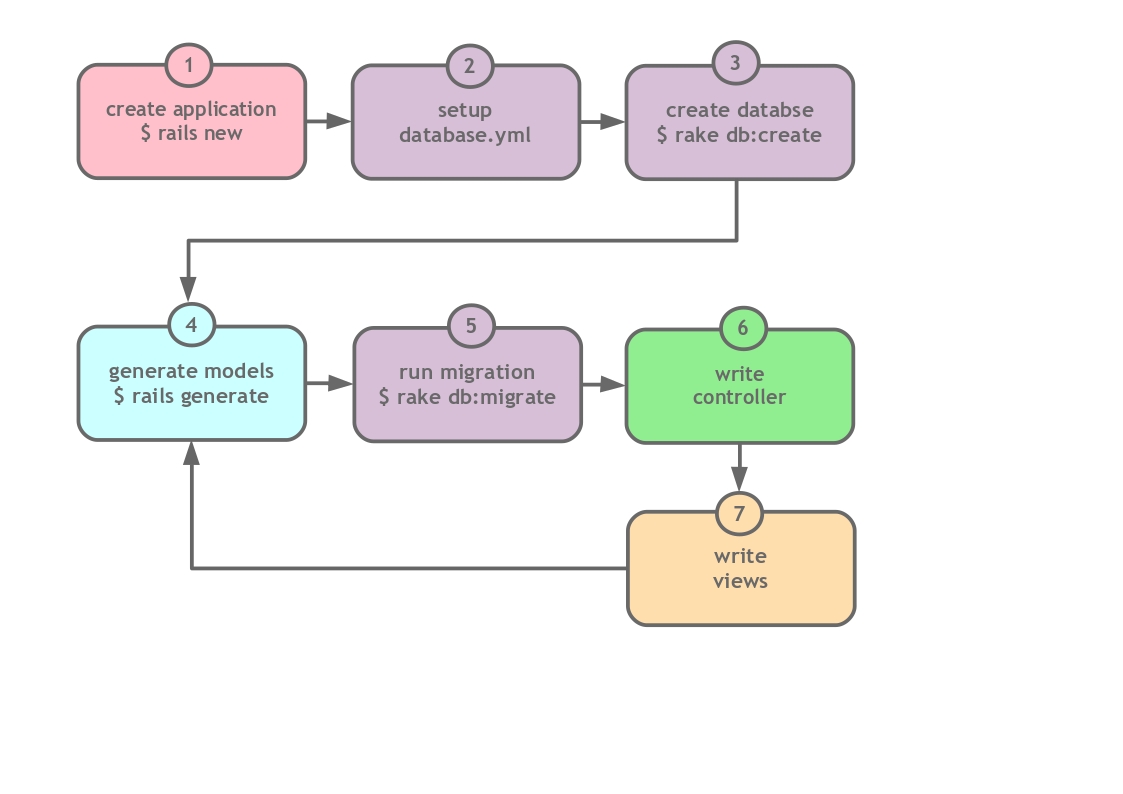 1
create application
$ rails new
2
setup
database.yml
3
create databse
$ rake db:create
4
generate models
$ rails generate
5
run migration
$ rake db:migrate
6
write
controller
7
write
views